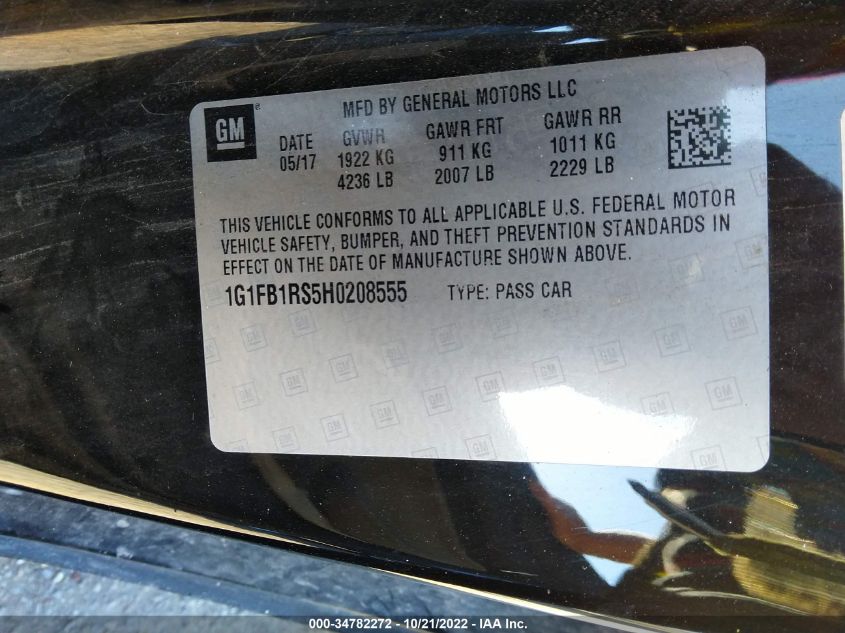 GM ®
MFD BY GENERAL MOTORS LLC
DATE GVWR GAWR FRT GAWR RR
05/17 1922 KG 911 KG 1011 KG
4236 LB 2007 LB 2229 LB
THIS VEHICLE CONFORMS TO ALL APPLICABLE U.S. FEDERAL MOTOR
VEHICLE SAFETY, BUMPER, AND THEFT PREVENTION STANDARDS IN
EFFECT ON THE DATE OF MANUFACTURE SHOWN ABOVE.
1G1FB1RS5H0208555 TYPE: PASS CAR
000-34782272 - 10/21/2022 - IAA Inc.